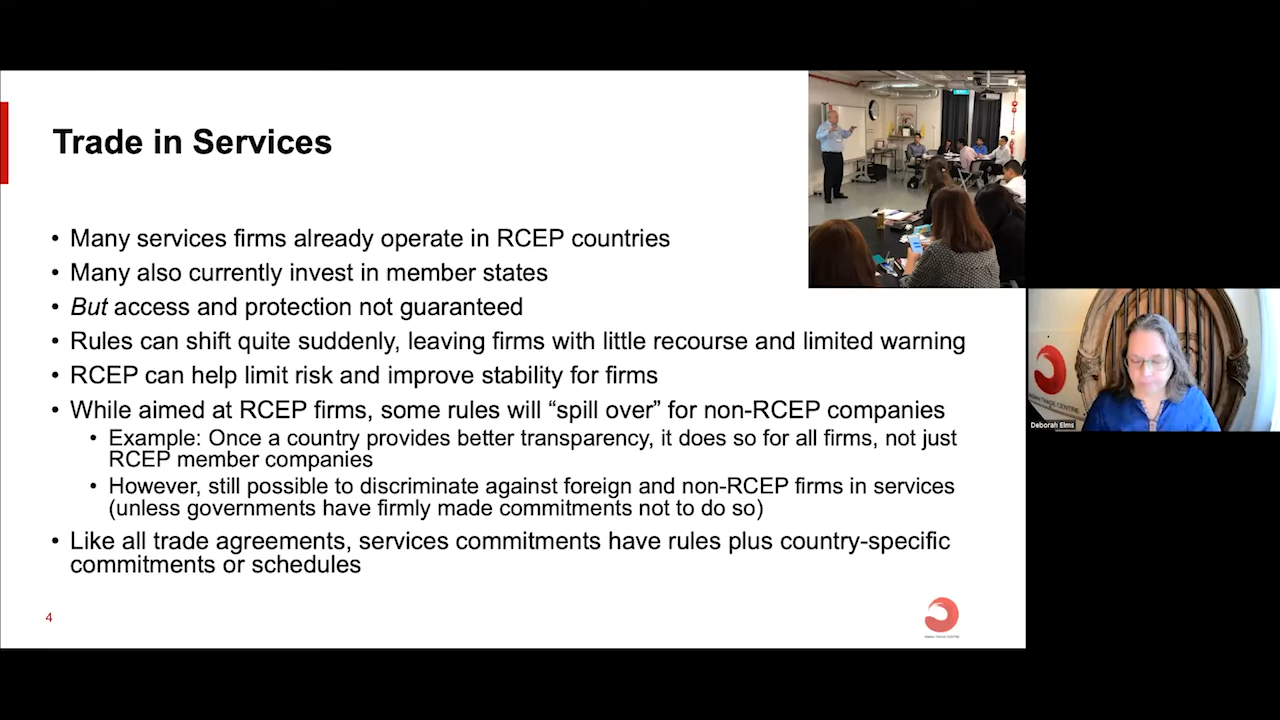 Trade in Services
• Many services firms already operate in RCEP countries
• Many also currently invest in member states
• But access and protection not guaranteed
• Rules can shift quite suddenly, leaving firms with little recourse and limited warning
• RCEP can help limit risk and improve stability for firms
• While aimed at RCEP firms, some rules will “spill over” for non-RCEP companies
• Example: Once a country provides better transparency, it does so for all firms, not just
RCEP member companies
• However, still possible to discriminate against foreign and non-RCEP firms in services
(unless governments have firmly made commitments not to do so)
• Like all trade agreements, services commitments have rules plus country-specific
commitments or schedules
4
ASIAN TRADE CENTRE
ASIAN TRADE CENTRE
Deborah Elms